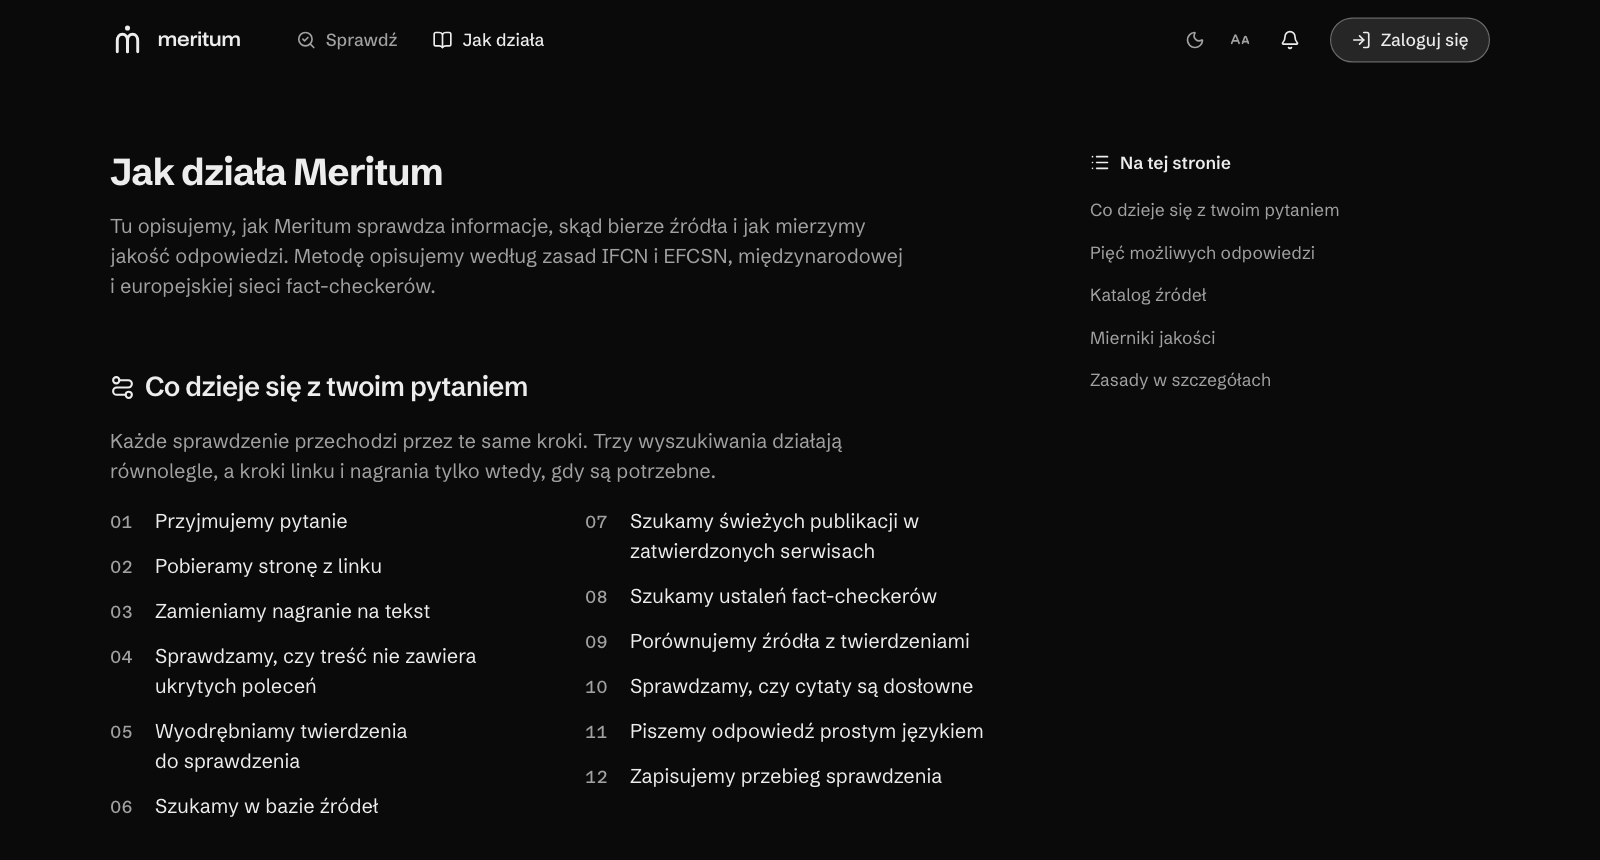 meritum
Sprawdź
Jak działa
AA
Zaloguj się
Jak działa Meritum
Tu opisujemy, jak Meritum sprawdza informacje, skąd bierze źródła i jak mierzymy
jakość odpowiedzi. Metodę opisujemy według zasad IFCN i EFCSN, międzynarodowej
i europejskiej sieci fact-checkerów.
Co dzieje się z twoim pytaniem
Każde sprawdzenie przechodzi przez te same kroki. Trzy wyszukiwania działają
równolegle, a kroki linku i nagrania tylko wtedy, gdy są potrzebne.
01 Przyjmujemy pytanie
02 Pobieramy stronę z linku
03 Zamieniamy nagranie na tekst
04 Sprawdzamy, czy treść nie zawiera
ukrytych poleceń
05 Wyodrębniamy twierdzenia
do sprawdzenia
06 Szukamy w bazie źródeł
07 Szukamy świeżych publikacji w
zatwierdzonych serwisach
08 Szukamy ustaleń fact-checkerów
09 Porównujemy źródła z twierdzeniami
10 Sprawdzamy, czy cytaty są dosłowne
11 Piszemy odpowiedź prostym językiem
12 Zapisujemy przebieg sprawdzenia
Na tej stronie
Co dzieje się z twoim pytaniem
Pięć możliwych odpowiedzi
Katalog źródeł
Mierniki jakości
Zasady w szczegółach